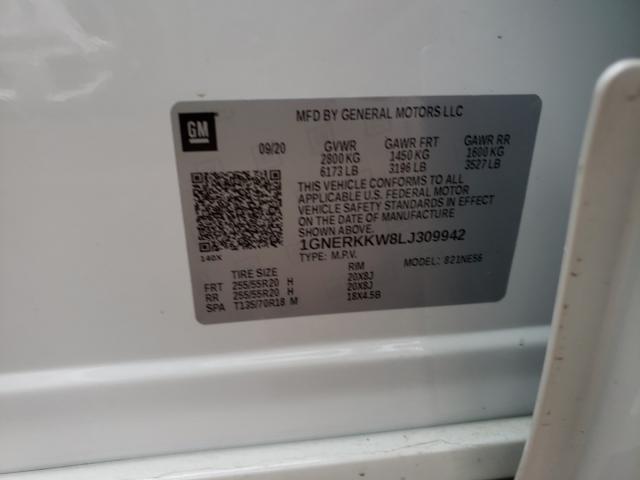 GM
MFD BY GENERAL MOTORS LLC
09/20 GVWR GAWR FRT GAWR RR
2800 KG 1450 KG 1600 KG
6173 LB 3196 LB 3527 LB
THIS VEHICLE CONFORMS TO ALL
APPLICABLE U.S. FEDERAL MOTOR
VEHICLE SAFETY STANDARDS IN EFFECT
ON THE DATE OF MANUFACTURE
SHOWN ABOVE.
1GNERKKW8LJ309942
140X TYPE: M.P.V. MODEL: 821NE56
TIRE SIZE RIM
FRT 255/55R20 H 20X8J
RR 255/55R20 H 20X8J
SPA T135/70R18 M 18X4.5B